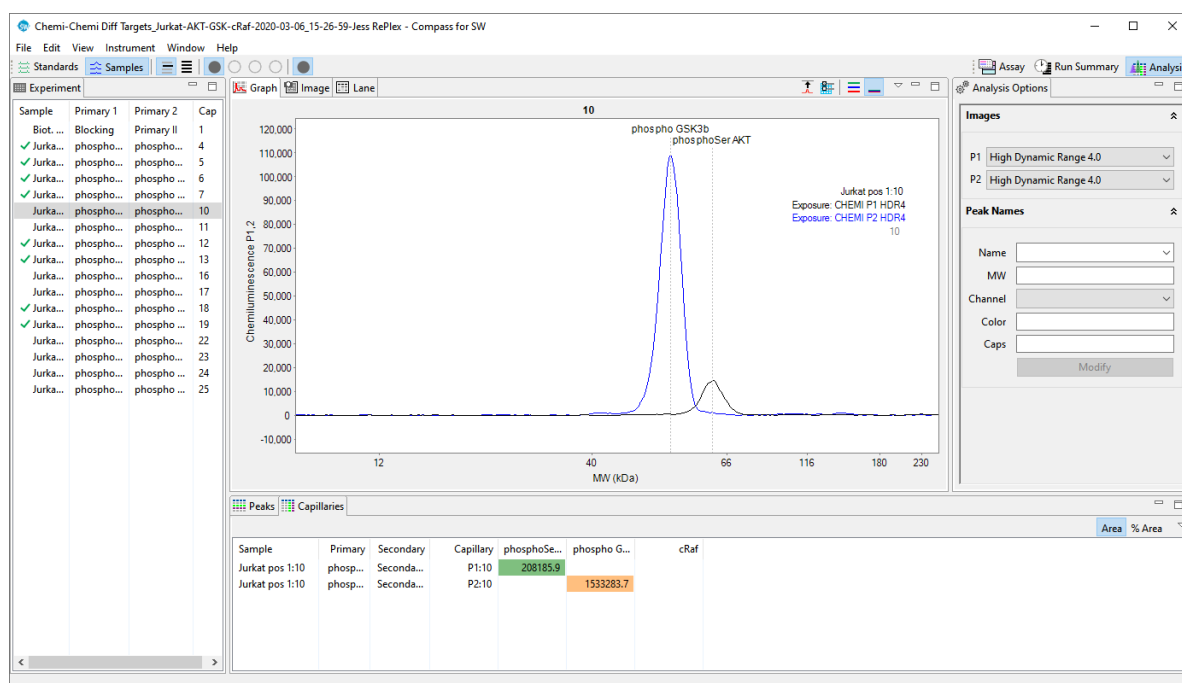 Chemi-Chemi Diff Targets_Jurkat-AKT-GSK-cRaf-2020-03-06_15-26-59-Jess RePlex - Compass for SW
File Edit View Instrument Window Help
Standards Samples Assay Run Summary Analysi
Experiment
Sample Primary 1 Primary 2 Cap
Biot. ... Blocking Primary II 1
Jurka... phospho... phospho... 4
Jurka... phospho... phospho... 5
Jurka... phospho... phospho ... 6
Jurka... phospho... phospho ... 7
Jurka... phospho... phospho... 10
Jurka... phospho... phospho... 11
Jurka... phospho... phospho ... 12
Jurka... phospho... phospho ... 13
Jurka... phospho... phospho... 16
Jurka... phospho... phospho... 17
Jurka... phospho... phospho ... 18
Jurka... phospho... phospho ... 19
Jurka... phospho... phospho... 22
Jurka... phospho... phospho... 23
Jurka... phospho... phospho ... 24
Jurka... phospho... phospho ... 25
Graph Image Lane
10
phospho GSK3b
phosphoSer AKT
Jurkat pos 1:10
Exposure: CHEMI P1 HDR4
Exposure: CHEMI P2 HDR4
10
Chemiluminescence P1,2
120,000
110,000
100,000
90,000
80,000
70,000
60,000
50,000
40,000
30,000
20,000
10,000
0
-10,000
12 40 66 116 180 230
MW (kDa)
Analysis Options
Images
P1 High Dynamic Range 4.0
P2 High Dynamic Range 4.0
Peak Names
Name
MW
Channel
Color
Caps
Modify
Peaks Capillaries
Area % Area
Sample Primary Secondary Capillary phosphoSe... phospho G... cRaf
Jurkat pos 1:10 phosp... Seconda... P1:10 208185.9
Jurkat pos 1:10 phosp... Seconda... P2:10 1533283.7